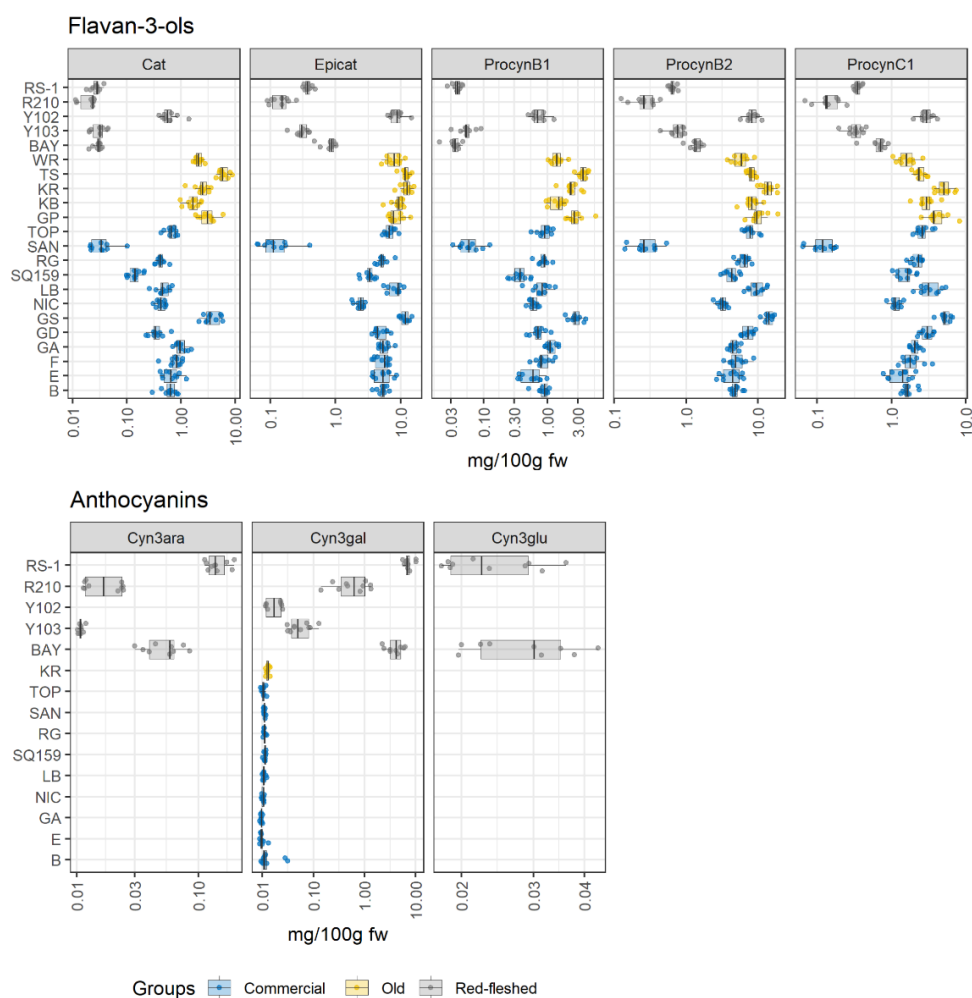 Flavan-3-ols
Cat Epicat ProcynB1 ProcynB2 ProcynC1
RS-1
R210
Y102
Y103
BAY
WR
TS
KR
KB
GP
TOP
SAN
RG
SQ159
LB
NIC
GS
GD
GA
F
E
B
0.01 0.10 1.00 10.00 0.1 1.0 10.0 0.03 0.10 0.30 1.00 3.00 0.1 1.0 10.0 0.1 1.0 10.0
mg/100g fw
Anthocyanins
Cyn3ara Cyn3gal Cyn3glu
RS-1
R210
Y102
Y103
BAY
KR
TOP
SAN
RG
SQ159
LB
NIC
GA
E
B
0.01 0.03 0.10 0.01 0.10 1.00 10.00 0.02 0.03 0.04
mg/100g fw
Groups Commercial Old Red-fleshed